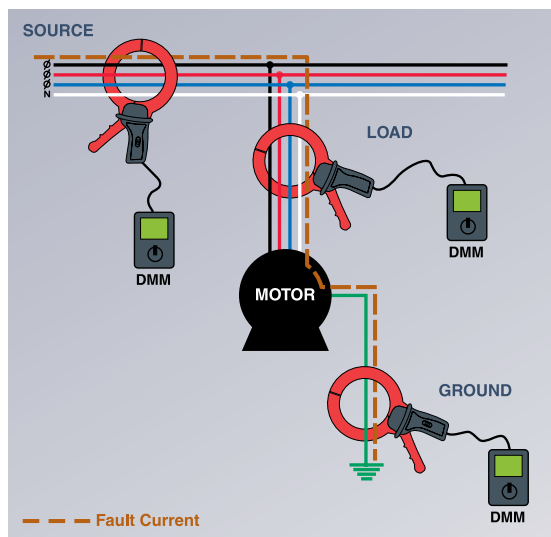 SOURCE
Ø
Ø
Ø
N
LOAD
DMM
DMM
MOTOR
GROUND
DMM
Fault Current